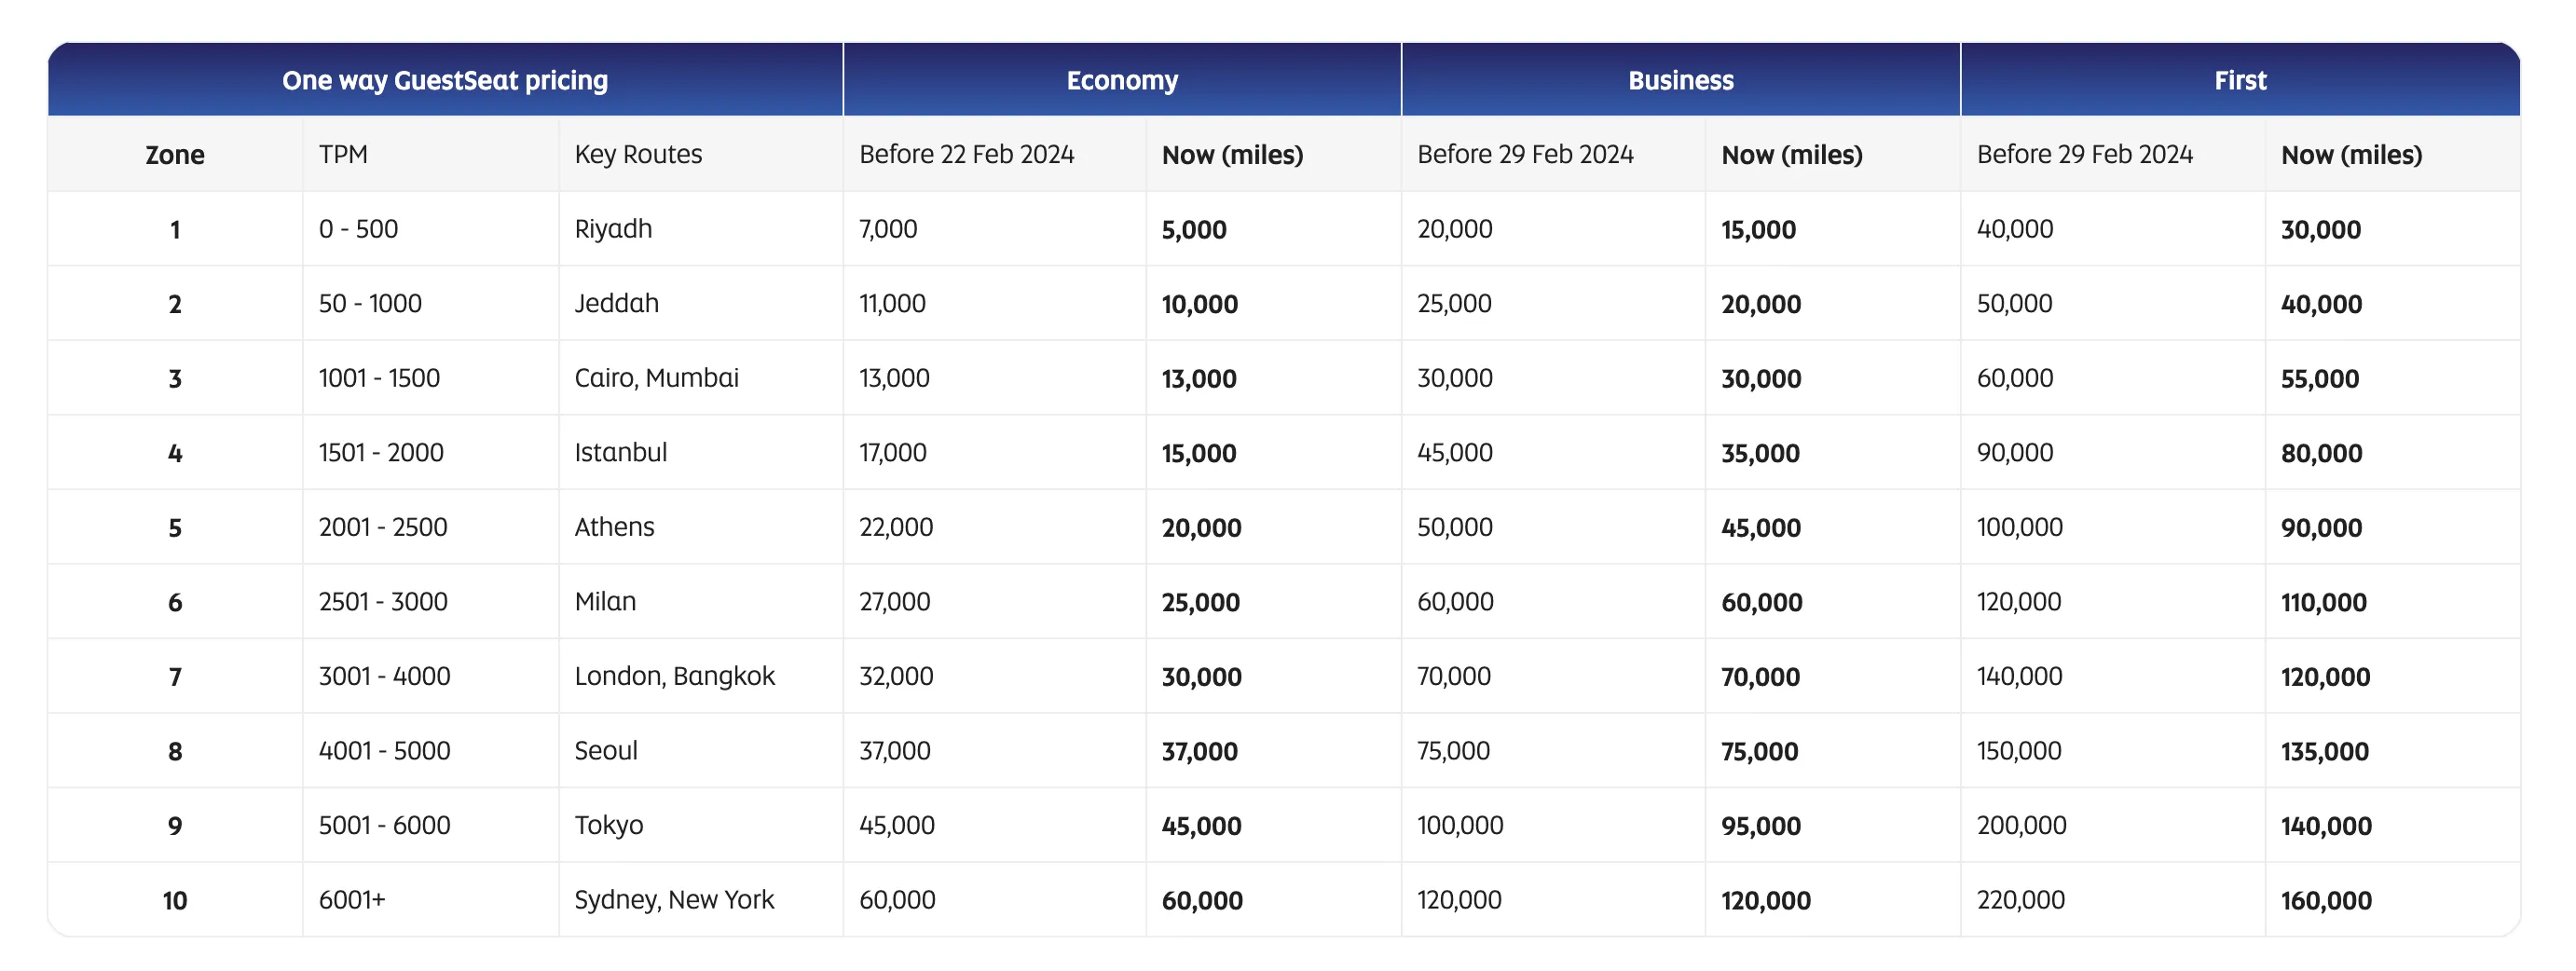 One way GuestSeat pricing Economy Business First
Zone TPM Key Routes Before 22 Feb 2024 Now (miles) Before 29 Feb 2024 Now (miles) Before 29 Feb 2024 Now (miles)
1 0 - 500 Riyadh 7,000 5,000 20,000 15,000 40,000 30,000
2 50 - 1000 Jeddah 11,000 10,000 25,000 20,000 50,000 40,000
3 1001 - 1500 Cairo, Mumbai 13,000 13,000 30,000 30,000 60,000 55,000
4 1501 - 2000 Istanbul 17,000 15,000 45,000 35,000 90,000 80,000
5 2001 - 2500 Athens 22,000 20,000 50,000 45,000 100,000 90,000
6 2501 - 3000 Milan 27,000 25,000 60,000 60,000 120,000 110,000
7 3001 - 4000 London, Bangkok 32,000 30,000 70,000 70,000 140,000 120,000
8 4001 - 5000 Seoul 37,000 37,000 75,000 75,000 150,000 135,000
9 5001 - 6000 Tokyo 45,000 45,000 100,000 95,000 200,000 140,000
10 6001+ Sydney, New York 60,000 60,000 120,000 120,000 220,000 160,000